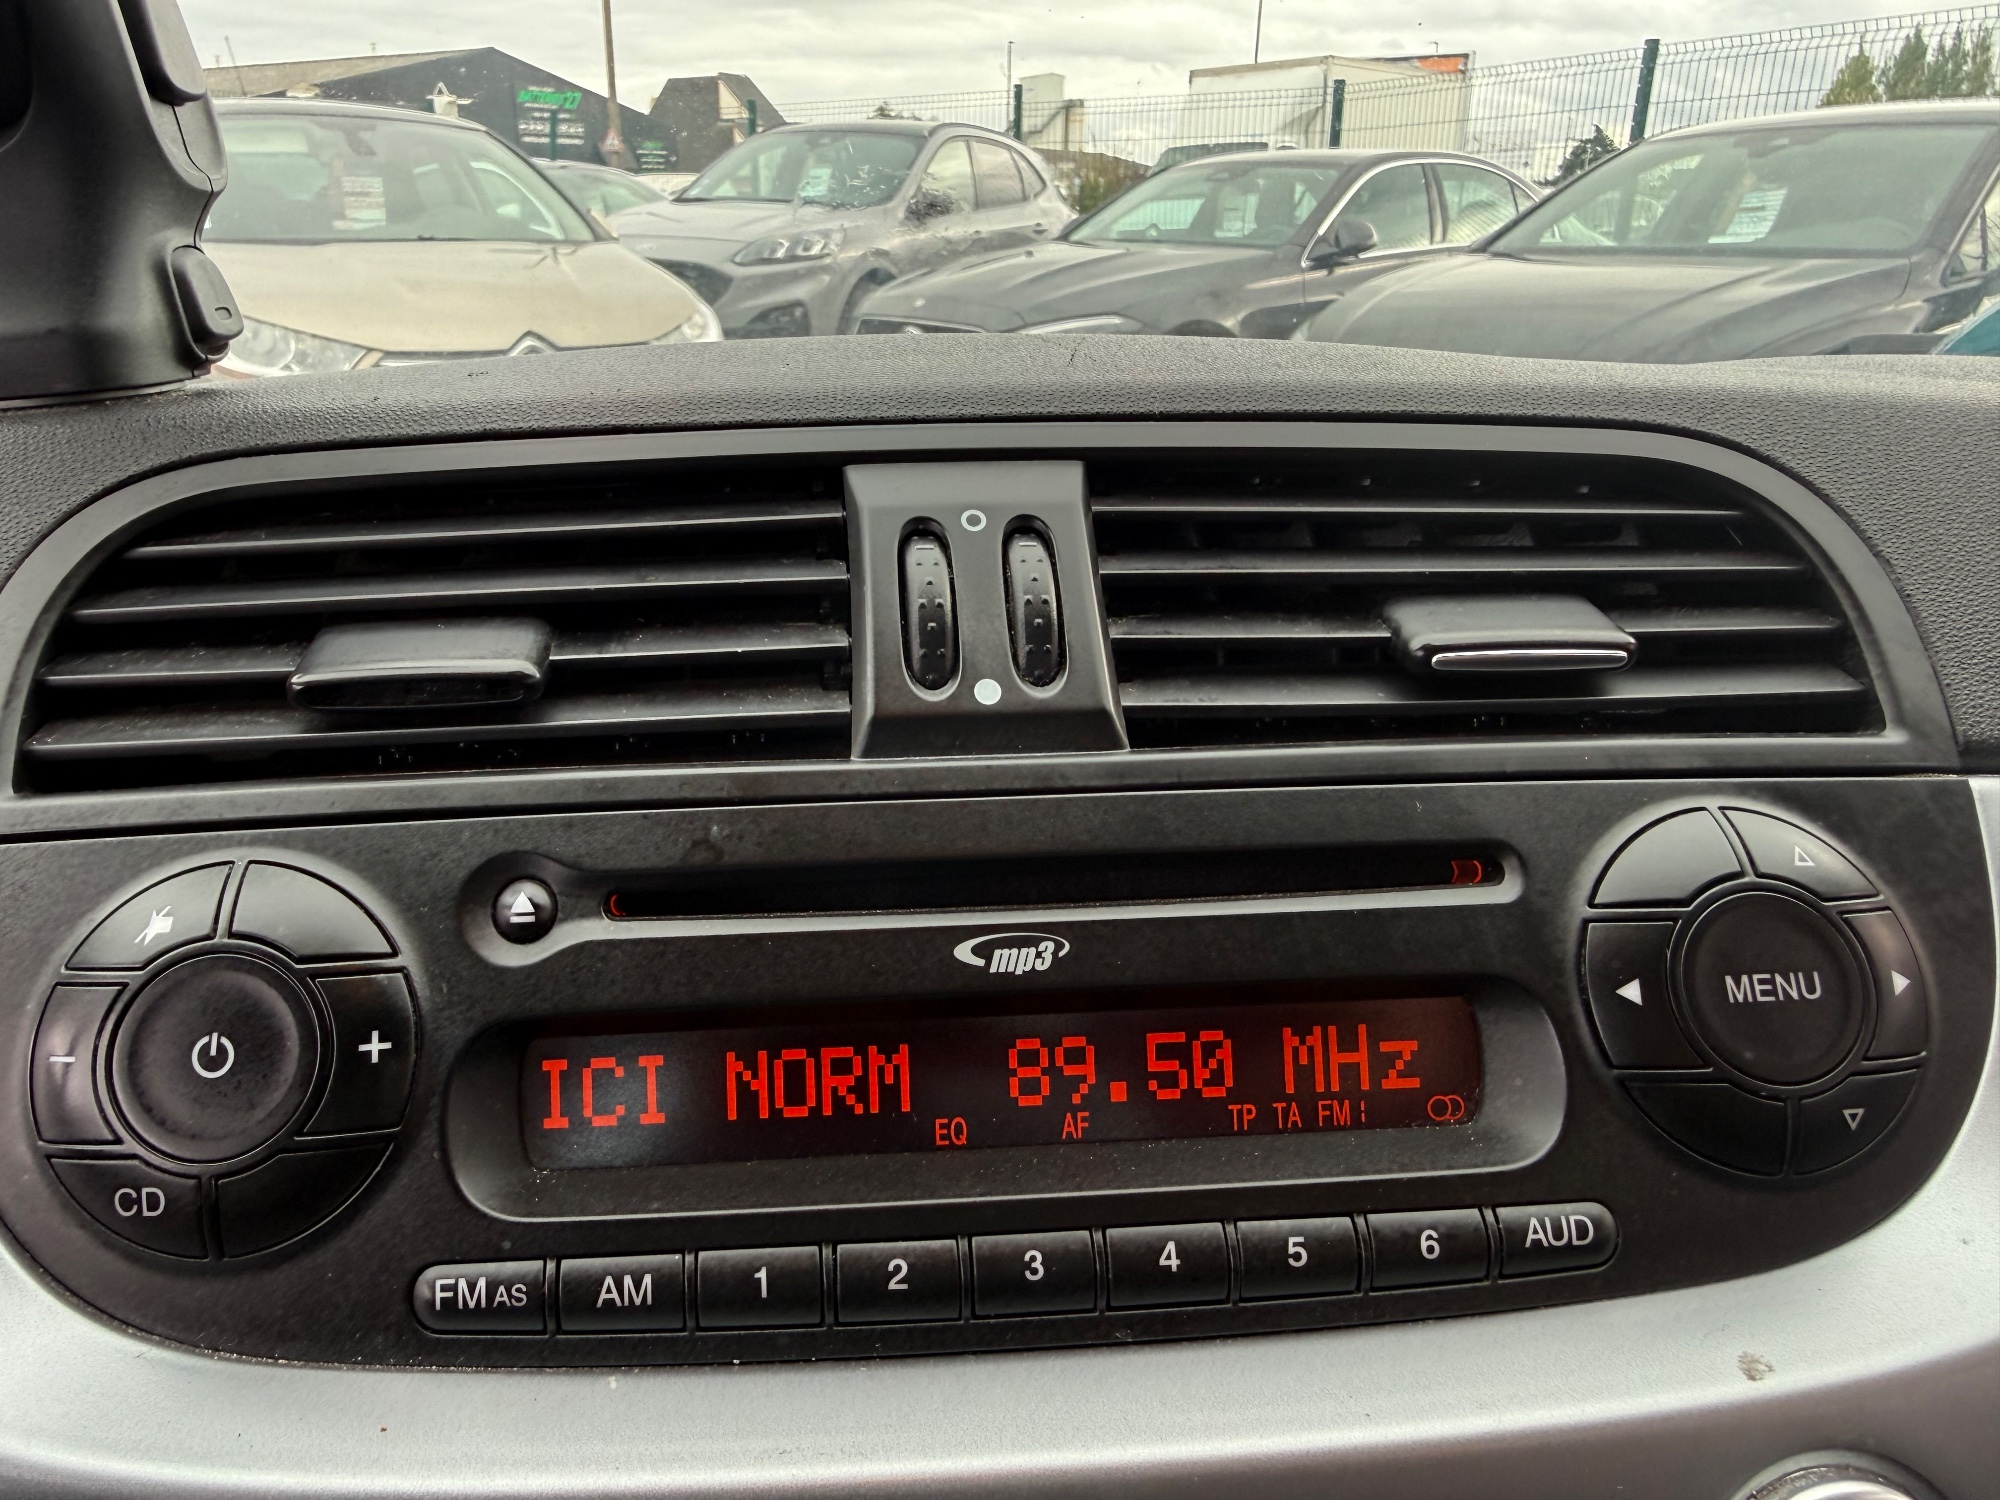 mp3
ICI NORM 89.50 MHz
EQ AF TP TA FM1
MENU
CD
FM AS AM 1 2 3 4 5 6 AUD